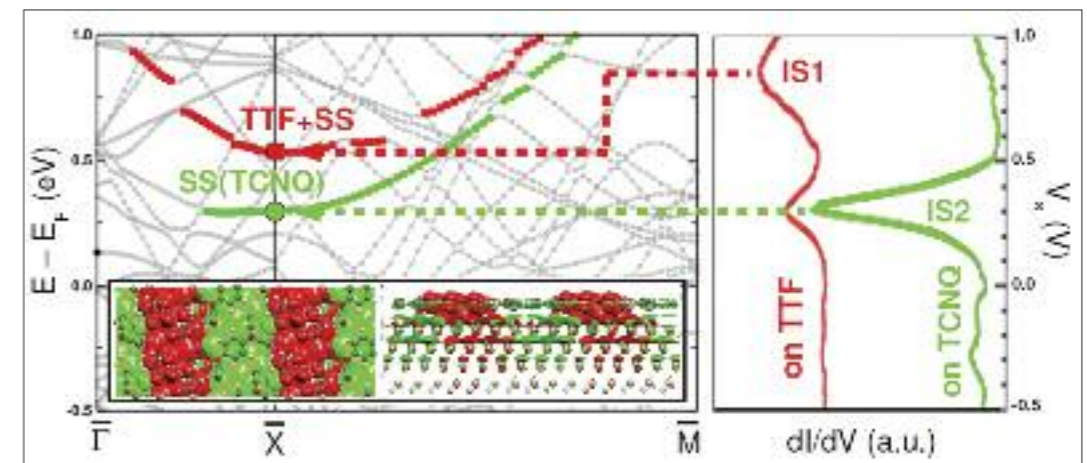 1.0
0.5
0.0
-0.5
E – E_F (eV)
TTF+SS
SS(TCNQ)
Γ̅
X̅
M̅
IS1
IS2
on TTF
on TCNQ
1.0
0.5
0.0
-0.5
V_s (V)
dI/dV (a.u.)